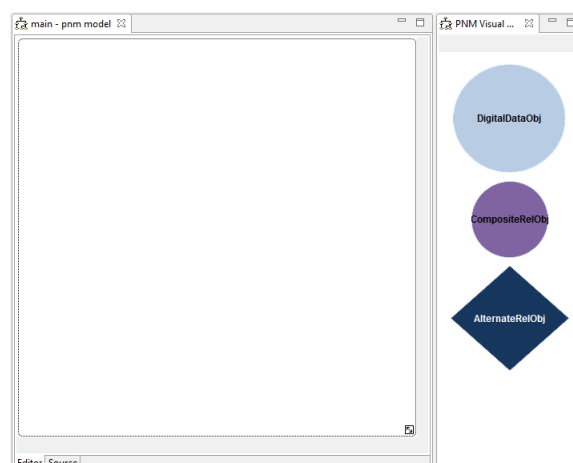 main - pnm model
PNM Visual ...
DigitalDataObj
CompositeRelObj
AlternateRelObj
Editor Source